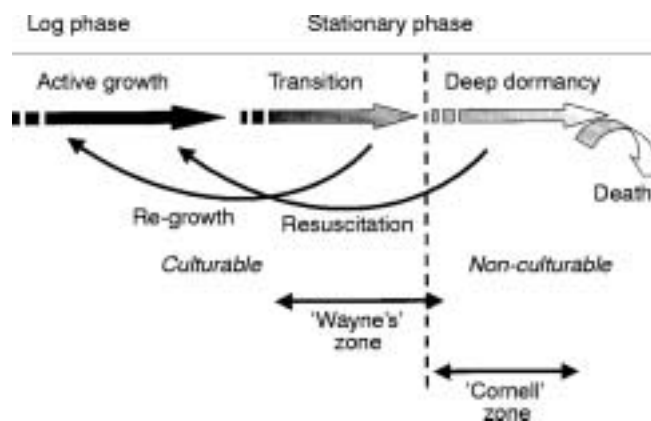 Log phase
Stationary phase
Active growth
Transition
Deep dormancy
Death
Re-growth
Resuscitation
Culturable
Non-culturable
'Wayne's'
zone
'Cornell'
zone